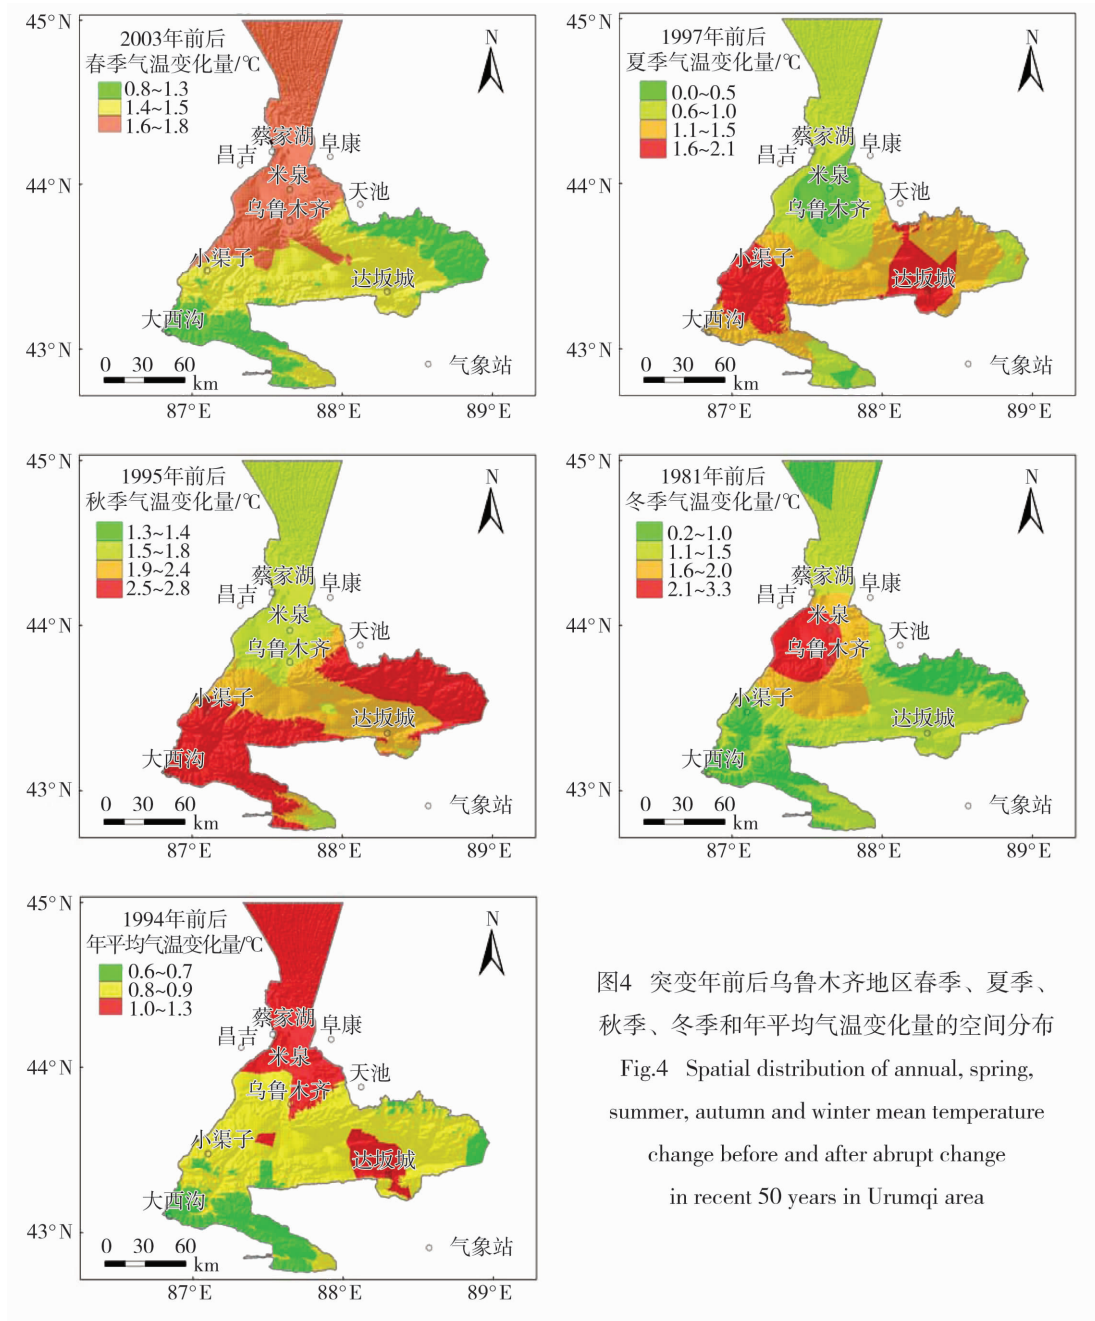 45°N
44°N
43°N
2003年前后
春季气温变化量/℃
0.8~1.3
1.4~1.5
1.6~1.8
N
蔡家湖
阜康
昌吉
米泉
天池
乌鲁木齐
小渠子
达坂城
大西沟
0 30 60
km
气象站
87°E 88°E 89°E
45°N
44°N
43°N
1997年前后
夏季气温变化量/℃
0.0~0.5
0.6~1.0
1.1~1.5
1.6~2.1
N
蔡家湖
阜康
昌吉
米泉
天池
乌鲁木齐
小渠子
达坂城
大西沟
0 30 60
km
气象站
87°E 88°E 89°E
45°N
44°N
43°N
1995年前后
秋季气温变化量/℃
1.3~1.4
1.5~1.8
1.9~2.4
2.5~2.8
N
蔡家湖
阜康
昌吉
米泉
天池
乌鲁木齐
小渠子
达坂城
大西沟
0 30 60
km
气象站
87°E 88°E 89°E
45°N
44°N
43°N
1981年前后
冬季气温变化量/℃
0.2~1.0
1.1~1.5
1.6~2.0
2.1~3.3
N
蔡家湖
阜康
昌吉
米泉
天池
乌鲁木齐
小渠子
达坂城
大西沟
0 30 60
km
气象站
87°E 88°E 89°E
45°N
44°N
43°N
1994年前后
年平均气温变化量/℃
0.6~0.7
0.8~0.9
1.0~1.3
N
蔡家湖
阜康
昌吉
米泉
天池
乌鲁木齐
小渠子
达坂城
大西沟
0 30 60
km
气象站
87°E 88°E 89°E
图4 突变年前后乌鲁木齐地区春季、夏季、
秋季、冬季和年平均气温变化量的空间分布
Fig.4 Spatial distribution of annual, spring,
summer, autumn and winter mean temperature
change before and after abrupt change
in recent 50 years in Urumqi area